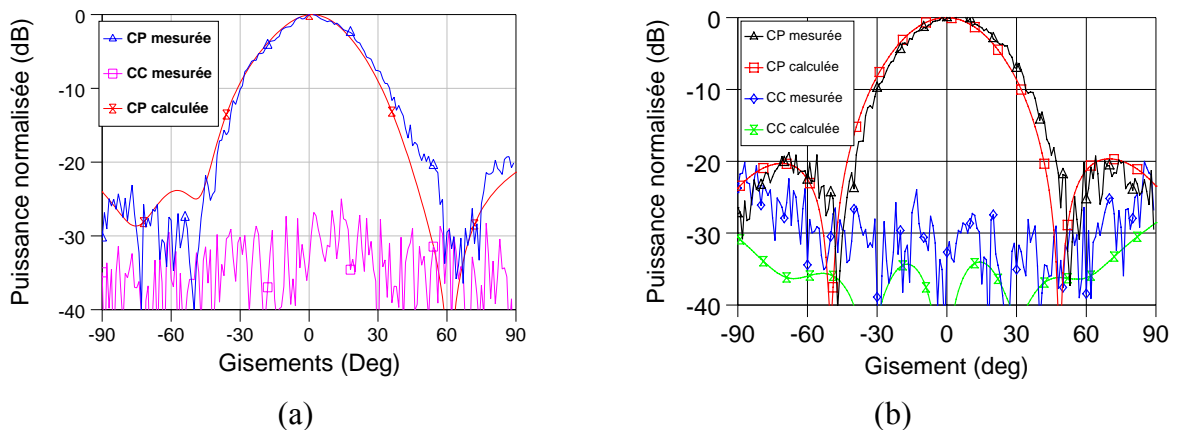 Puissance normalisée (dB)
0
-10
-20
-30
-40
CP mesurée
CC mesurée
CP calculée
-90
-60
-30
0
30
60
90
Gisements (Deg)
(a)
Puissance normalisée (dB)
0
-10
-20
-30
-40
CP mesurée
CP calculée
CC mesurée
CC calculée
-90
-60
-30
0
30
60
90
Gisement (deg)
(b)